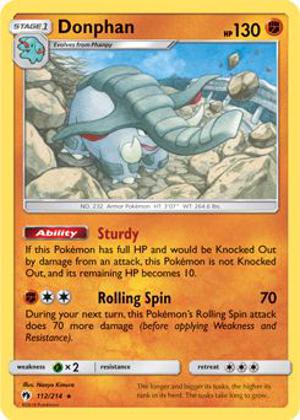 STAGE 1
Donphan
HP 130
Evolves from Phanpy
NO. 232 Armor Pokémon HT 3'07" WT 264.6 lbs.
Ability Sturdy
If this Pokémon has full HP and would be Knocked Out
by damage from an attack, this Pokémon is not Knocked
Out, and its remaining HP becomes 10.
Rolling Spin 70
During your next turn, this Pokémon's Rolling Spin attack
does 70 more damage (before applying Weakness and
Resistance).
weakness × 2 resistance retreat
Illus. Naoyo Kimura
112/214
©2019 Pokémon
The longer and bigger its tusks, the higher its
rank in its herd. The tusks take long to grow.